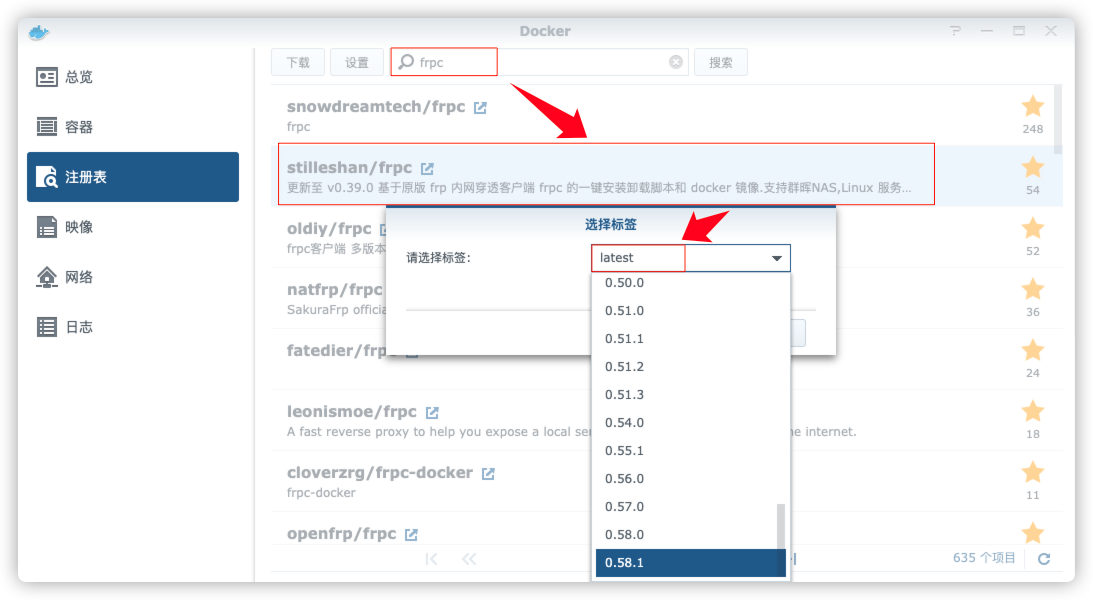 Docker
总览
容器
注册表
映像
网络
日志
下载
设置
frpc
搜索
snowdreamtech/frpc
frpc
248
stilleshan/frpc
更新至 v0.39.0 基于原版 frp 内网穿透客户端 frpc 的一键安装卸载脚本和 docker 镜像.支持群晖NAS,Linux 服务...
54
oldiy/frpc
frpc客户端 多版本
52
natfrp/frpc
SakuraFrp officia
36
fatedier/frp
24
leonismoe/frpc
A fast reverse proxy to help you expose a local se
he internet.
18
cloverzrg/frpc-docker
frpc-docker
11
openfrp/frpc
635 个项目
选择标签
请选择标签:
latest
0.50.0
0.51.0
0.51.1
0.51.2
0.51.3
0.54.0
0.55.1
0.56.0
0.57.0
0.58.0
0.58.1